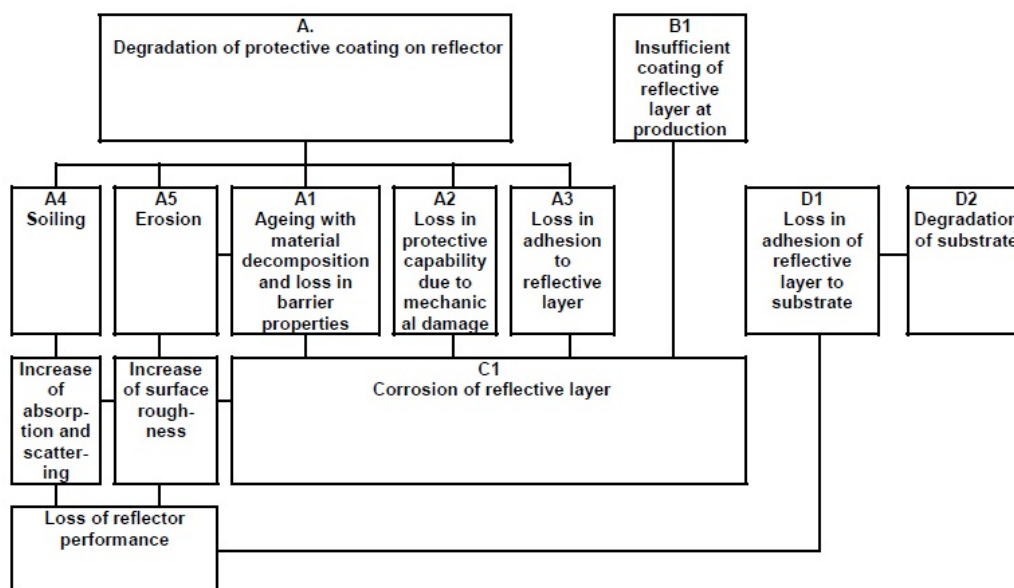 A.
Degradation of protective coating on reflector
B1
Insufficient
coating of
reflective
layer at
production
A4
Soiling
A5
Erosion
A1
Ageing with
material
decomposition
and loss in
barrier
properties
A2
Loss in
protective
capability
due to
mechanic
al damage
A3
Loss in
adhesion
to
reflective
layer
D1
Loss in
adhesion of
reflective
layer to
substrate
D2
Degradation
of substrate
Increase
of
absorp-
tion and
scatter-
ing
Increase
of surface
rough-
ness
C1
Corrosion of reflective layer
Loss of reflector
performance